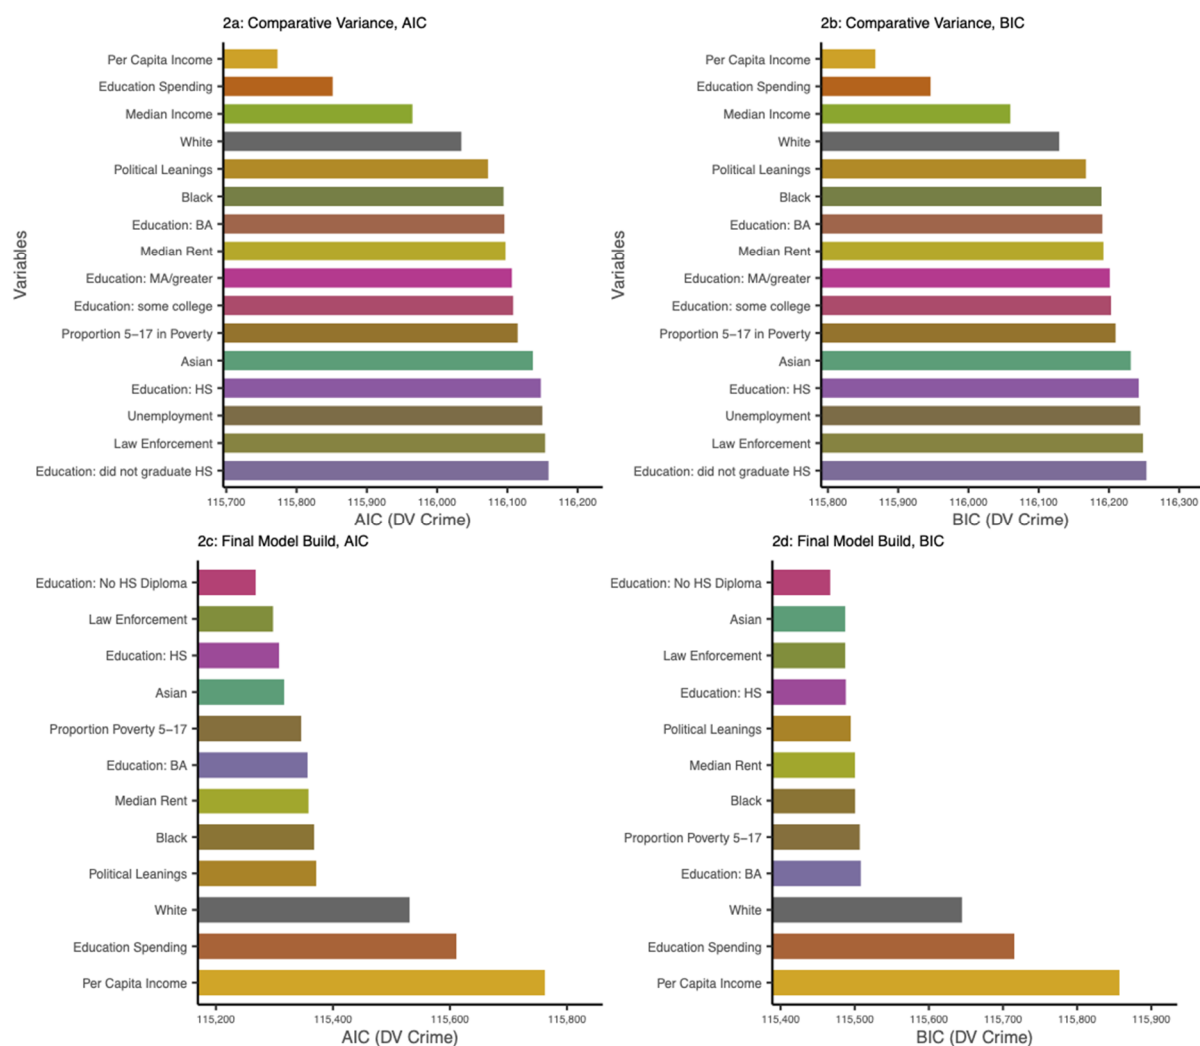 2a: Comparative Variance, AIC
Variables
Per Capita Income
Education Spending
Median Income
White
Political Leanings
Black
Education: BA
Median Rent
Education: MA/greater
Education: some college
Proportion 5–17 in Poverty
Asian
Education: HS
Unemployment
Law Enforcement
Education: did not graduate HS
115,700 115,800 115,900 116,000 116,100 116,200
AIC (DV Crime)
2b: Comparative Variance, BIC
Variables
Per Capita Income
Education Spending
Median Income
White
Political Leanings
Black
Education: BA
Median Rent
Education: MA/greater
Education: some college
Proportion 5–17 in Poverty
Asian
Education: HS
Unemployment
Law Enforcement
Education: did not graduate HS
115,800 115,900 116,000 116,100 116,200 116,300
BIC (DV Crime)
2c: Final Model Build, AIC
Education: No HS Diploma
Law Enforcement
Education: HS
Asian
Proportion Poverty 5–17
Education: BA
Median Rent
Black
Political Leanings
White
Education Spending
Per Capita Income
115,200 115,400 115,600 115,800
AIC (DV Crime)
2d: Final Model Build, BIC
Education: No HS Diploma
Asian
Law Enforcement
Education: HS
Political Leanings
Median Rent
Black
Proportion Poverty 5–17
Education: BA
White
Education Spending
Per Capita Income
115,400 115,500 115,600 115,700 115,800 115,900
BIC (DV Crime)